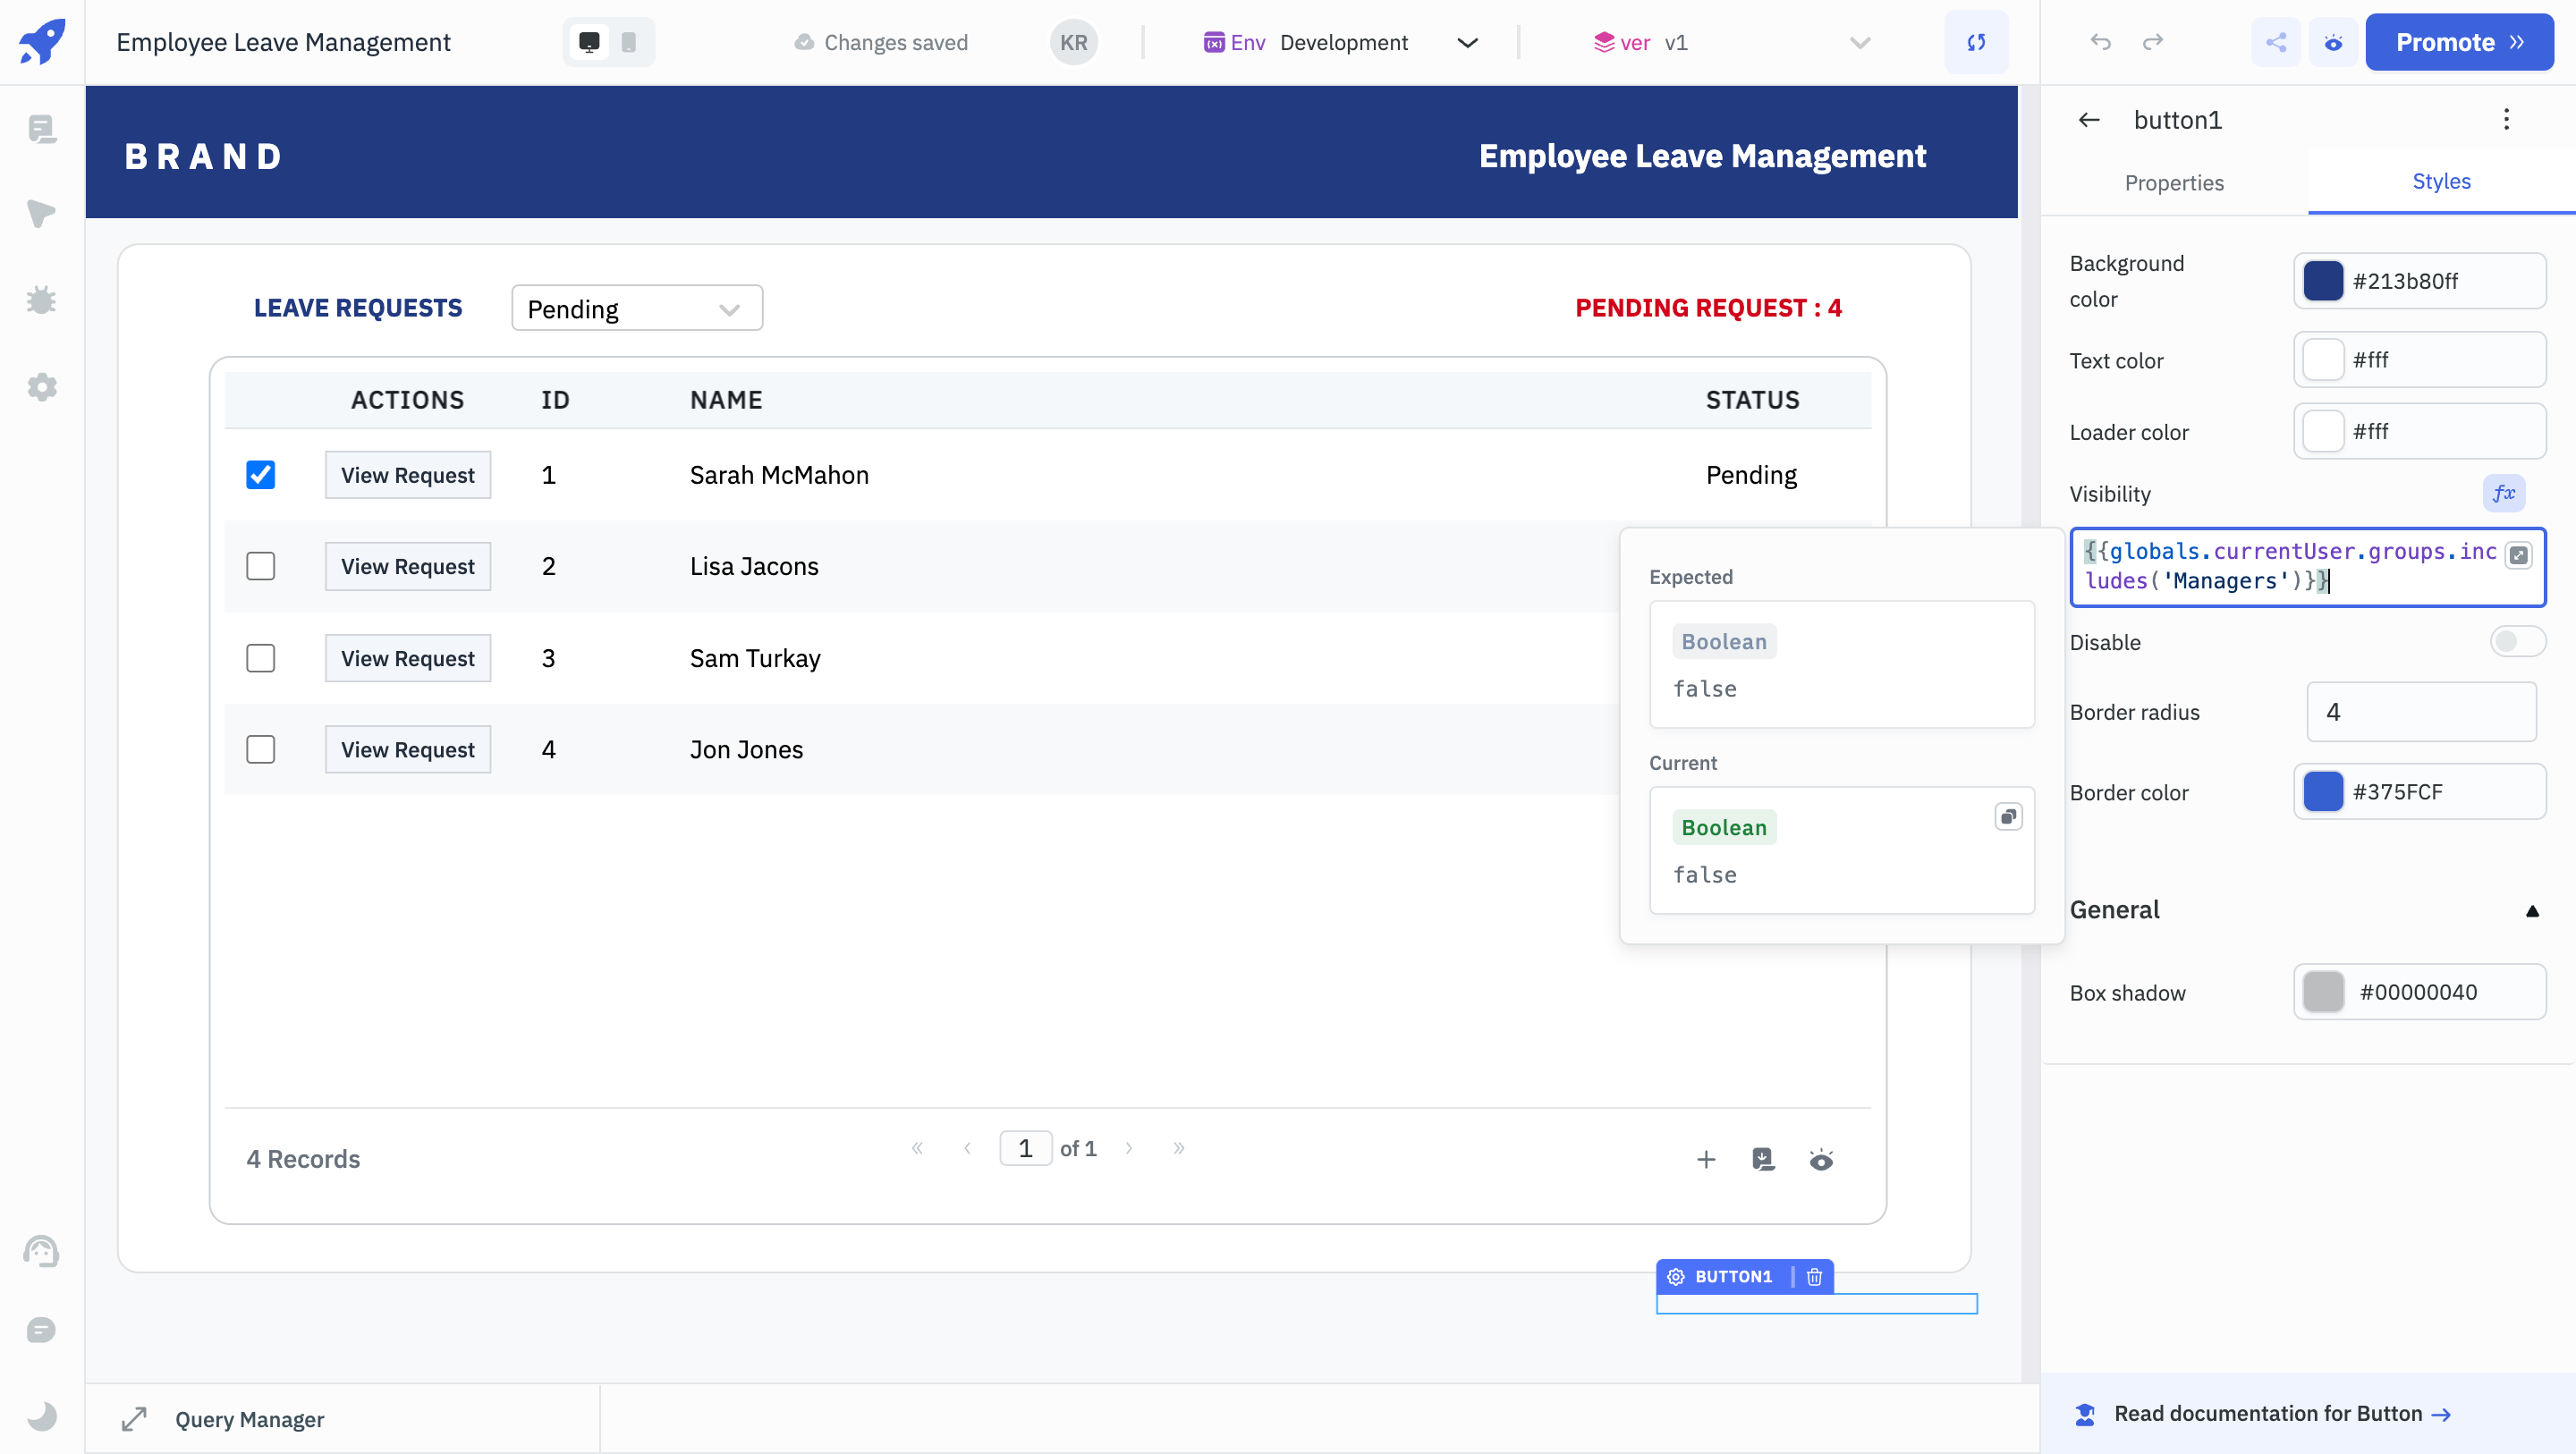 Employee Leave Management
Changes saved
KR
Env Development
ver v1
Promote
BRAND
Employee Leave Management
LEAVE REQUESTS
Pending
PENDING REQUEST : 4
ACTIONS ID NAME STATUS
View Request 1 Sarah McMahon Pending
View Request 2 Lisa Jacons
View Request 3 Sam Turkay
View Request 4 Jon Jones
4 Records
1 of 1
BUTTON1
Query Manager
Expected
Boolean
false
Current
Boolean
false
button1
Properties
Styles
Background
color
#213b80ff
Text color
#fff
Loader color
#fff
Visibility
fx
{{globals.currentUser.groups.inc
ludes('Managers')}}
Disable
Border radius
4
Border color
#375FCF
General
Box shadow
#00000040
Read documentation for Button